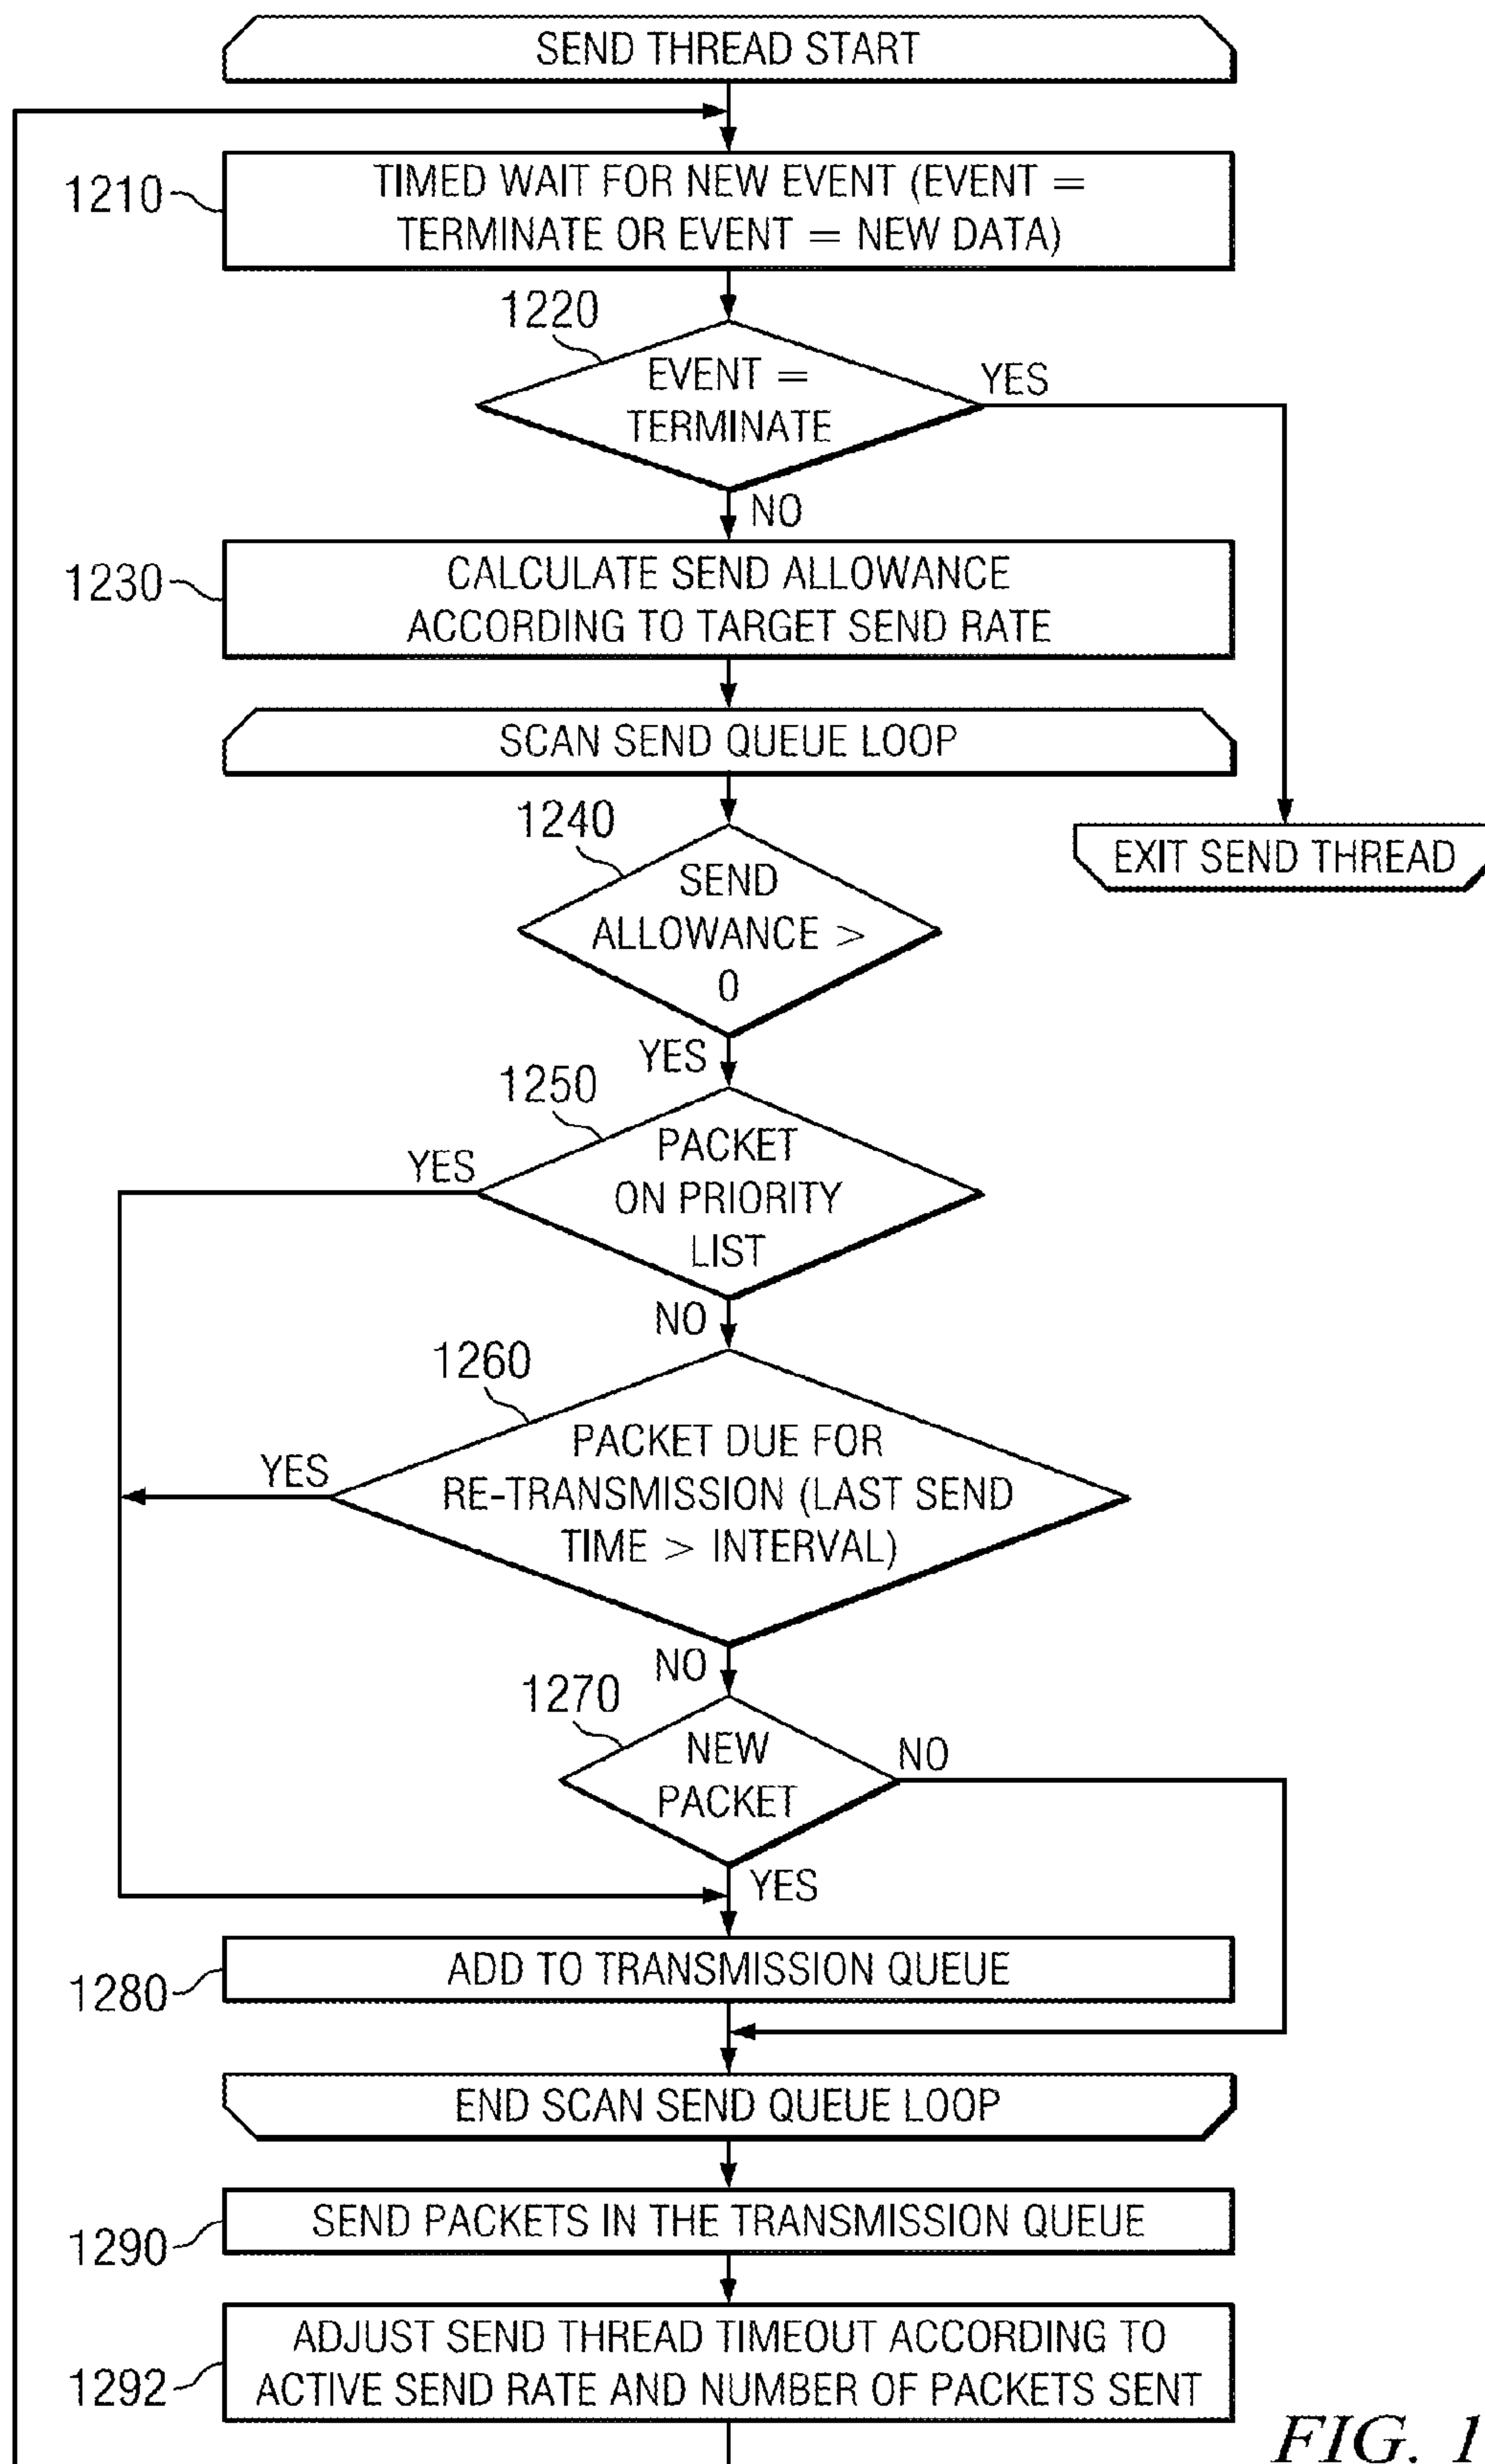 SEND THREAD START
1210
TIMED WAIT FOR NEW EVENT (EVENT =
TERMINATE OR EVENT = NEW DATA)
1220
EVENT =
TERMINATE
YES
NO
1230
CALCULATE SEND ALLOWANCE
ACCORDING TO TARGET SEND RATE
SCAN SEND QUEUE LOOP
1240
SEND
ALLOWANCE >
0
EXIT SEND THREAD
YES
1250
PACKET
ON PRIORITY
LIST
YES
NO
1260
PACKET DUE FOR
RE-TRANSMISSION (LAST SEND
TIME > INTERVAL)
YES
NO
1270
NEW
PACKET
NO
YES
1280
ADD TO TRANSMISSION QUEUE
END SCAN SEND QUEUE LOOP
1290
SEND PACKETS IN THE TRANSMISSION QUEUE
1292
ADJUST SEND THREAD TIMEOUT ACCORDING TO
ACTIVE SEND RATE AND NUMBER OF PACKETS SENT
FIG. 1